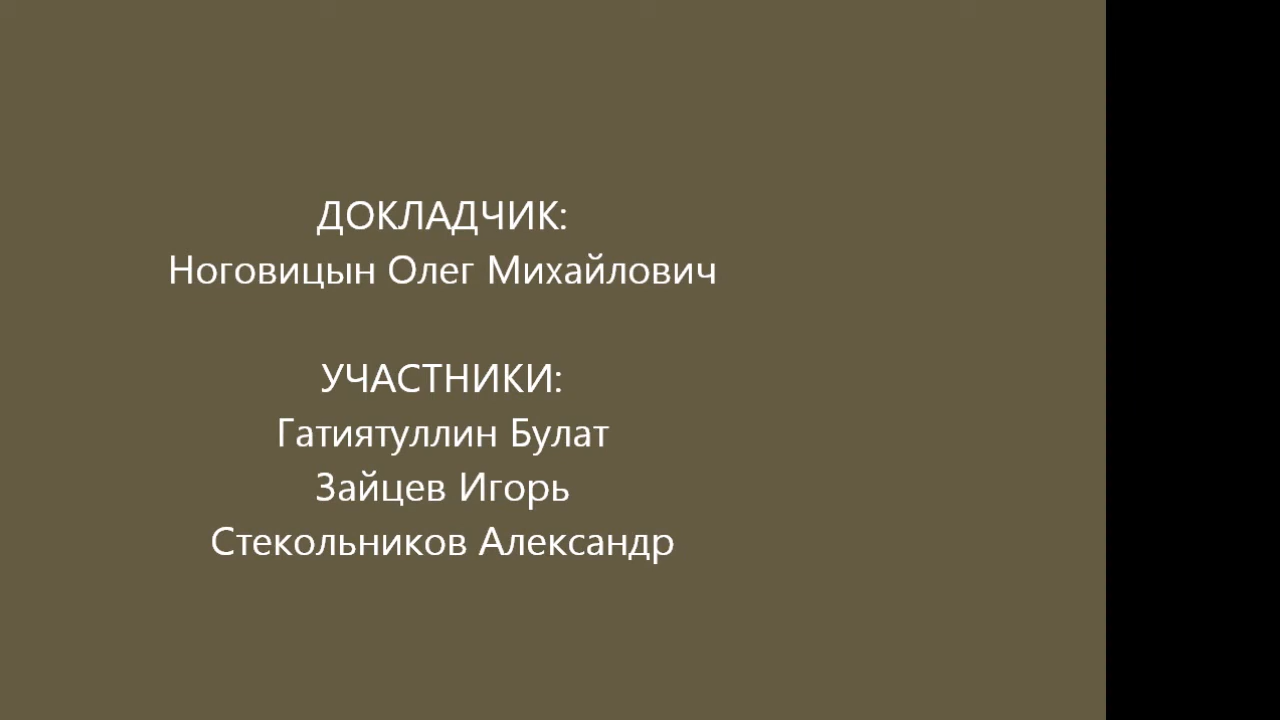 ДОКЛАДЧИК:
Ноговицын Олег Михайлович
УЧАСТНИКИ:
Гатиятуллин Булат
Зайцев Игорь
Стекольников Александр